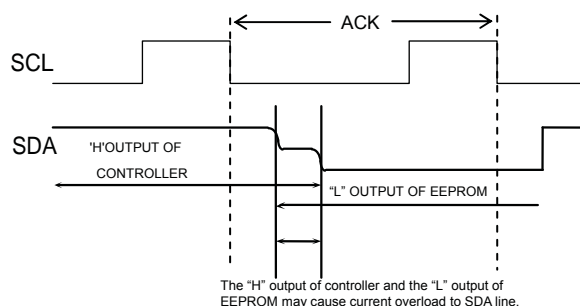 ACK
SCL
SDA
'H'OUTPUT OF
CONTROLLER
“L” OUTPUT OF EEPROM
The “H” output of controller and the “L” output of
EEPROM may cause current overload to SDA line.